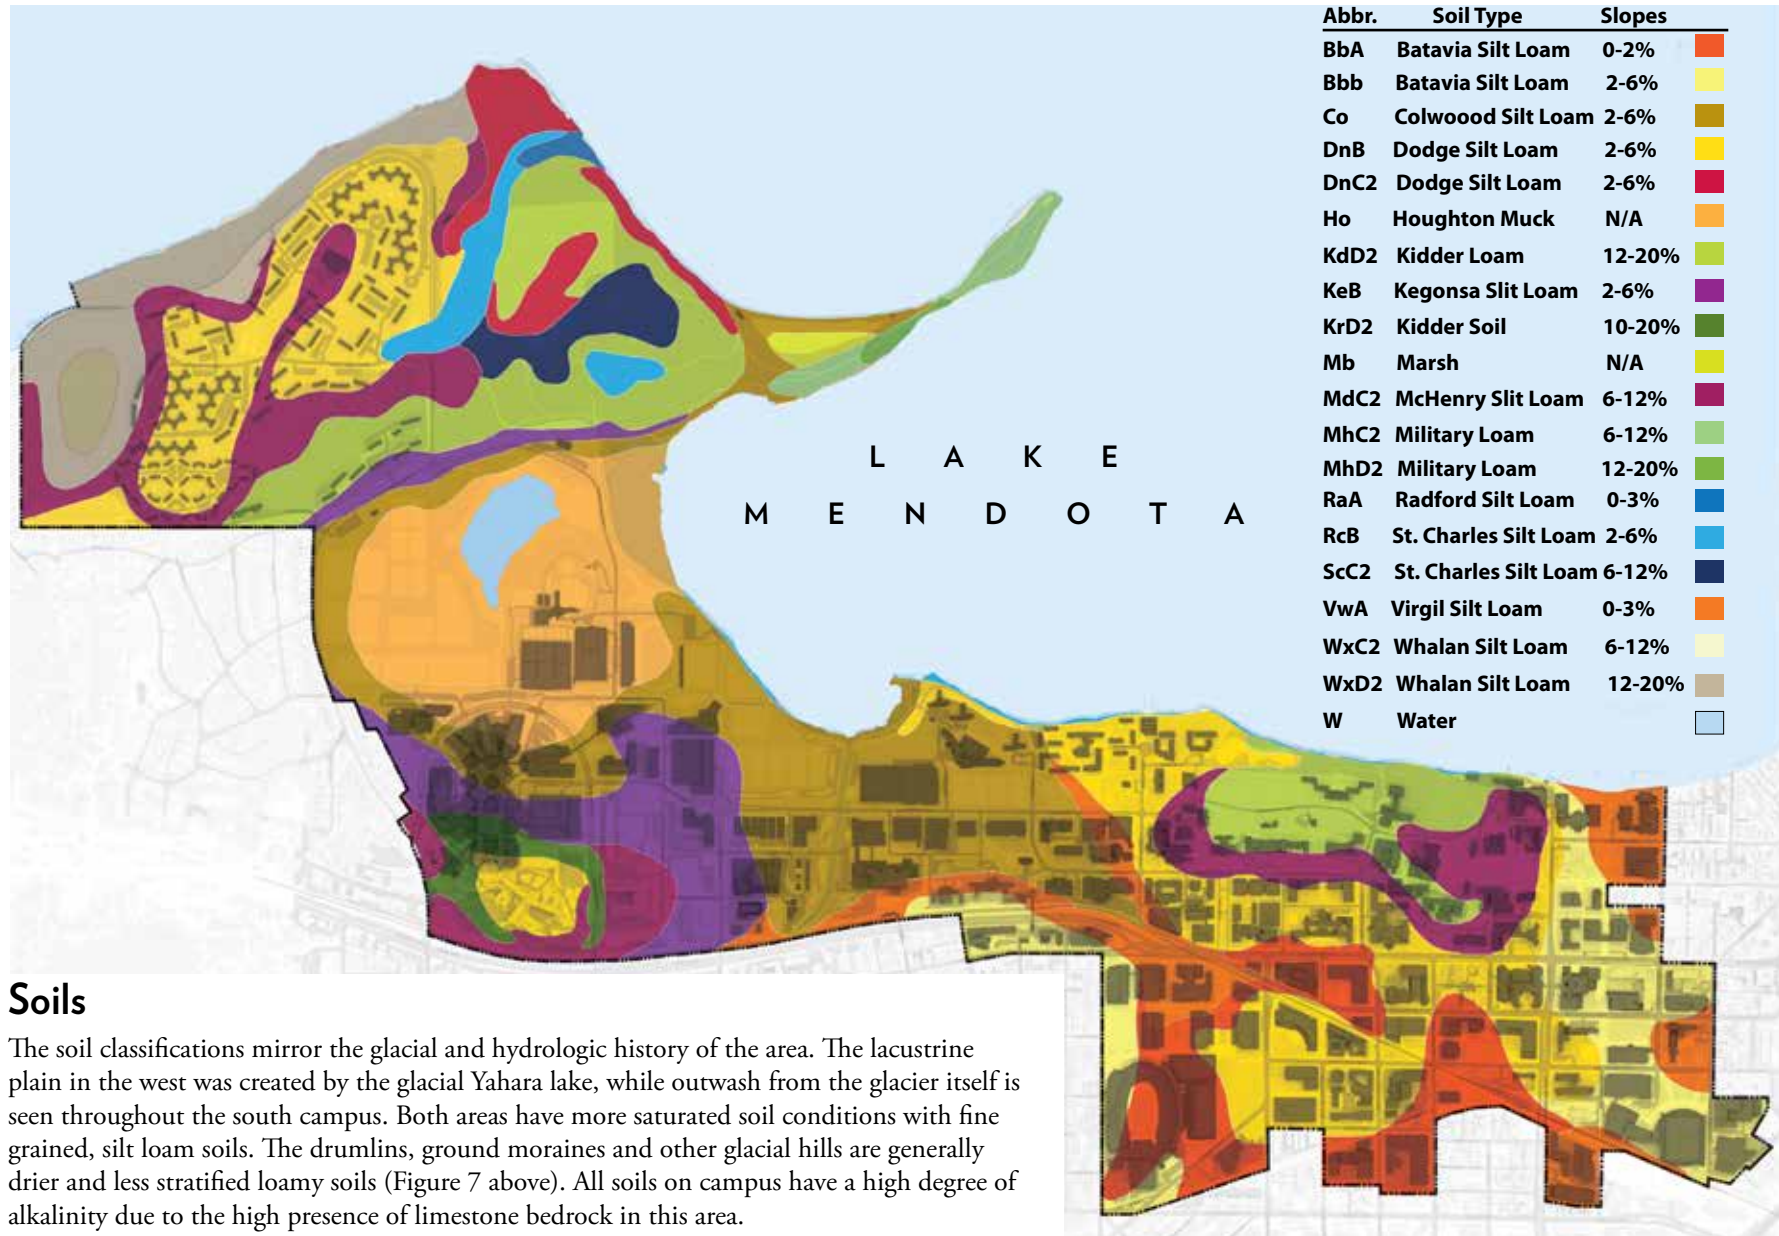 Abbr. Soil Type Slopes
BbA Batavia Silt Loam 0-2%
Bbb Batavia Silt Loam 2-6%
Co Colwoood Silt Loam 2-6%
DnB Dodge Silt Loam 2-6%
DnC2 Dodge Silt Loam 2-6%
Ho Houghton Muck N/A
KdD2 Kidder Loam 12-20%
KeB Kegonsa Slit Loam 2-6%
KrD2 Kidder Soil 10-20%
Mb Marsh N/A
MdC2 McHenry Slit Loam 6-12%
MhC2 Military Loam 6-12%
MhD2 Military Loam 12-20%
RaA Radford Silt Loam 0-3%
RcB St. Charles Silt Loam 2-6%
ScC2 St. Charles Silt Loam 6-12%
VwA Virgil Silt Loam 0-3%
WxC2 Whalan Silt Loam 6-12%
WxD2 Whalan Silt Loam 12-20%
W Water
LAKE
MENDOTA
Soils
The soil classifications mirror the glacial and hydrologic history of the area. The lacustrine
plain in the west was created by the glacial Yahara lake, while outwash from the glacier itself is
seen throughout the south campus. Both areas have more saturated soil conditions with fine
grained, silt loam soils. The drumlins, ground moraines and other glacial hills are generally
drier and less stratified loamy soils (Figure 7 above). All soils on campus have a high degree of
alkalinity due to the high presence of limestone bedrock in this area.